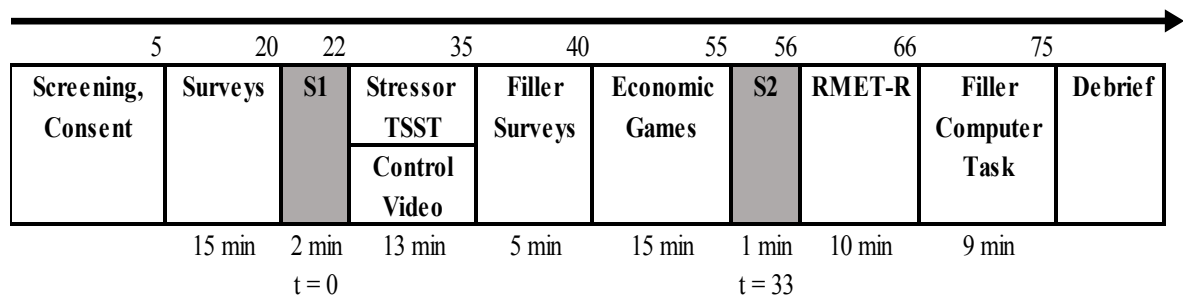 5 20 22 35 40 55 56 66 75
Screening, Surveys S1 Stressor Filler Economic S2 RMET-R Filler Debrief
Consent TSST Surveys Games Computer
Control Task
Video
15 min 2 min 13 min 5 min 15 min 1 min 10 min 9 min
t = 0 t = 33